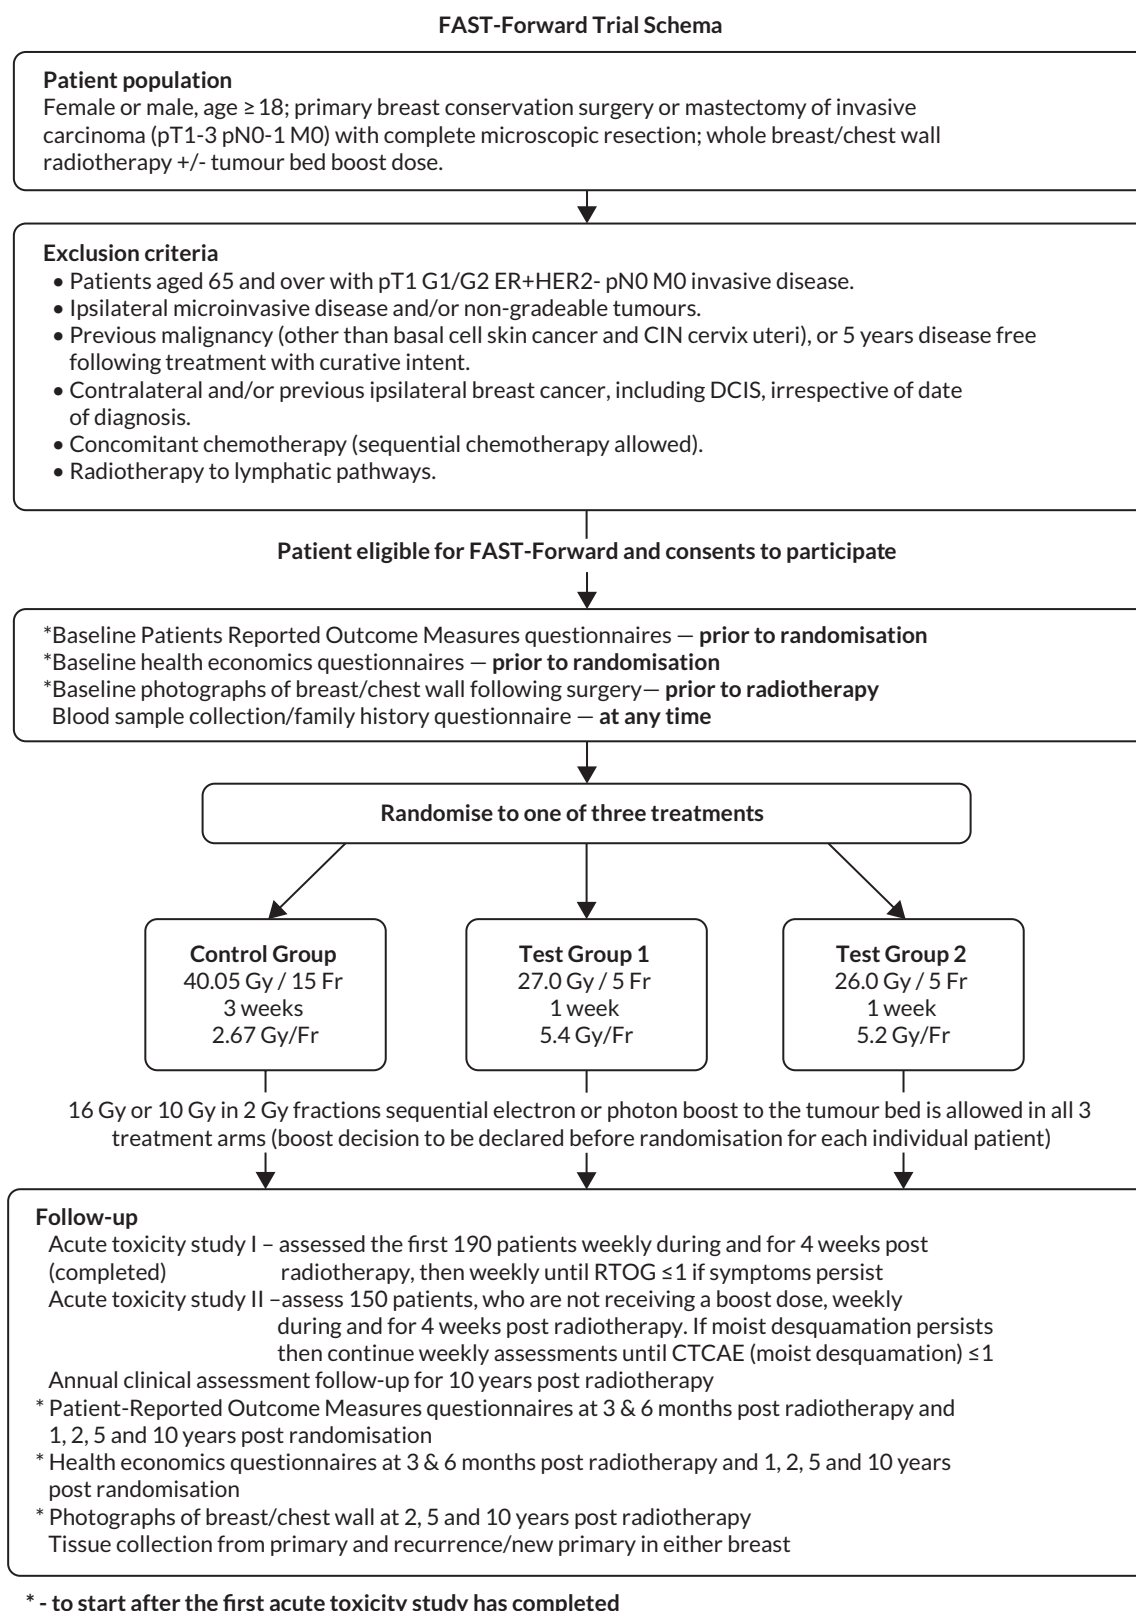 FAST-Forward Trial Schema
Patient population
Female or male, age ≥ 18; primary breast conservation surgery or mastectomy of invasive
carcinoma (pT1-3 pN0-1 M0) with complete microscopic resection; whole breast/chest wall
radiotherapy +/- tumour bed boost dose.
Exclusion criteria
• Patients aged 65 and over with pT1 G1/G2 ER+HER2- pN0 M0 invasive disease.
• Ipsilateral microinvasive disease and/or non-gradeable tumours.
• Previous malignancy (other than basal cell skin cancer and CIN cervix uteri), or 5 years disease free
following treatment with curative intent.
• Contralateral and/or previous ipsilateral breast cancer, including DCIS, irrespective of date
of diagnosis.
• Concomitant chemotherapy (sequential chemotherapy allowed).
• Radiotherapy to lymphatic pathways.
Patient eligible for FAST-Forward and consents to participate
*Baseline Patients Reported Outcome Measures questionnaires — prior to randomisation
*Baseline health economics questionnaires — prior to randomisation
*Baseline photographs of breast/chest wall following surgery— prior to radiotherapy
Blood sample collection/family history questionnaire — at any time
Randomise to one of three treatments
Control Group
40.05 Gy / 15 Fr
3 weeks
2.67 Gy/Fr
Test Group 1
27.0 Gy / 5 Fr
1 week
5.4 Gy/Fr
Test Group 2
26.0 Gy / 5 Fr
1 week
5.2 Gy/Fr
16 Gy or 10 Gy in 2 Gy fractions sequential electron or photon boost to the tumour bed is allowed in all 3
treatment arms (boost decision to be declared before randomisation for each individual patient)
Follow-up
Acute toxicity study I – assessed the first 190 patients weekly during and for 4 weeks post
(completed) radiotherapy, then weekly until RTOG ≤1 if symptoms persist
Acute toxicity study II –assess 150 patients, who are not receiving a boost dose, weekly
during and for 4 weeks post radiotherapy. If moist desquamation persists
then continue weekly assessments until CTCAE (moist desquamation) ≤1
Annual clinical assessment follow-up for 10 years post radiotherapy
* Patient-Reported Outcome Measures questionnaires at 3 & 6 months post radiotherapy and
1, 2, 5 and 10 years post randomisation
* Health economics questionnaires at 3 & 6 months post radiotherapy and 1, 2, 5 and 10 years
post randomisation
* Photographs of breast/chest wall at 2, 5 and 10 years post radiotherapy
Tissue collection from primary and recurrence/new primary in either breast
* - to start after the first acute toxicity study has completed